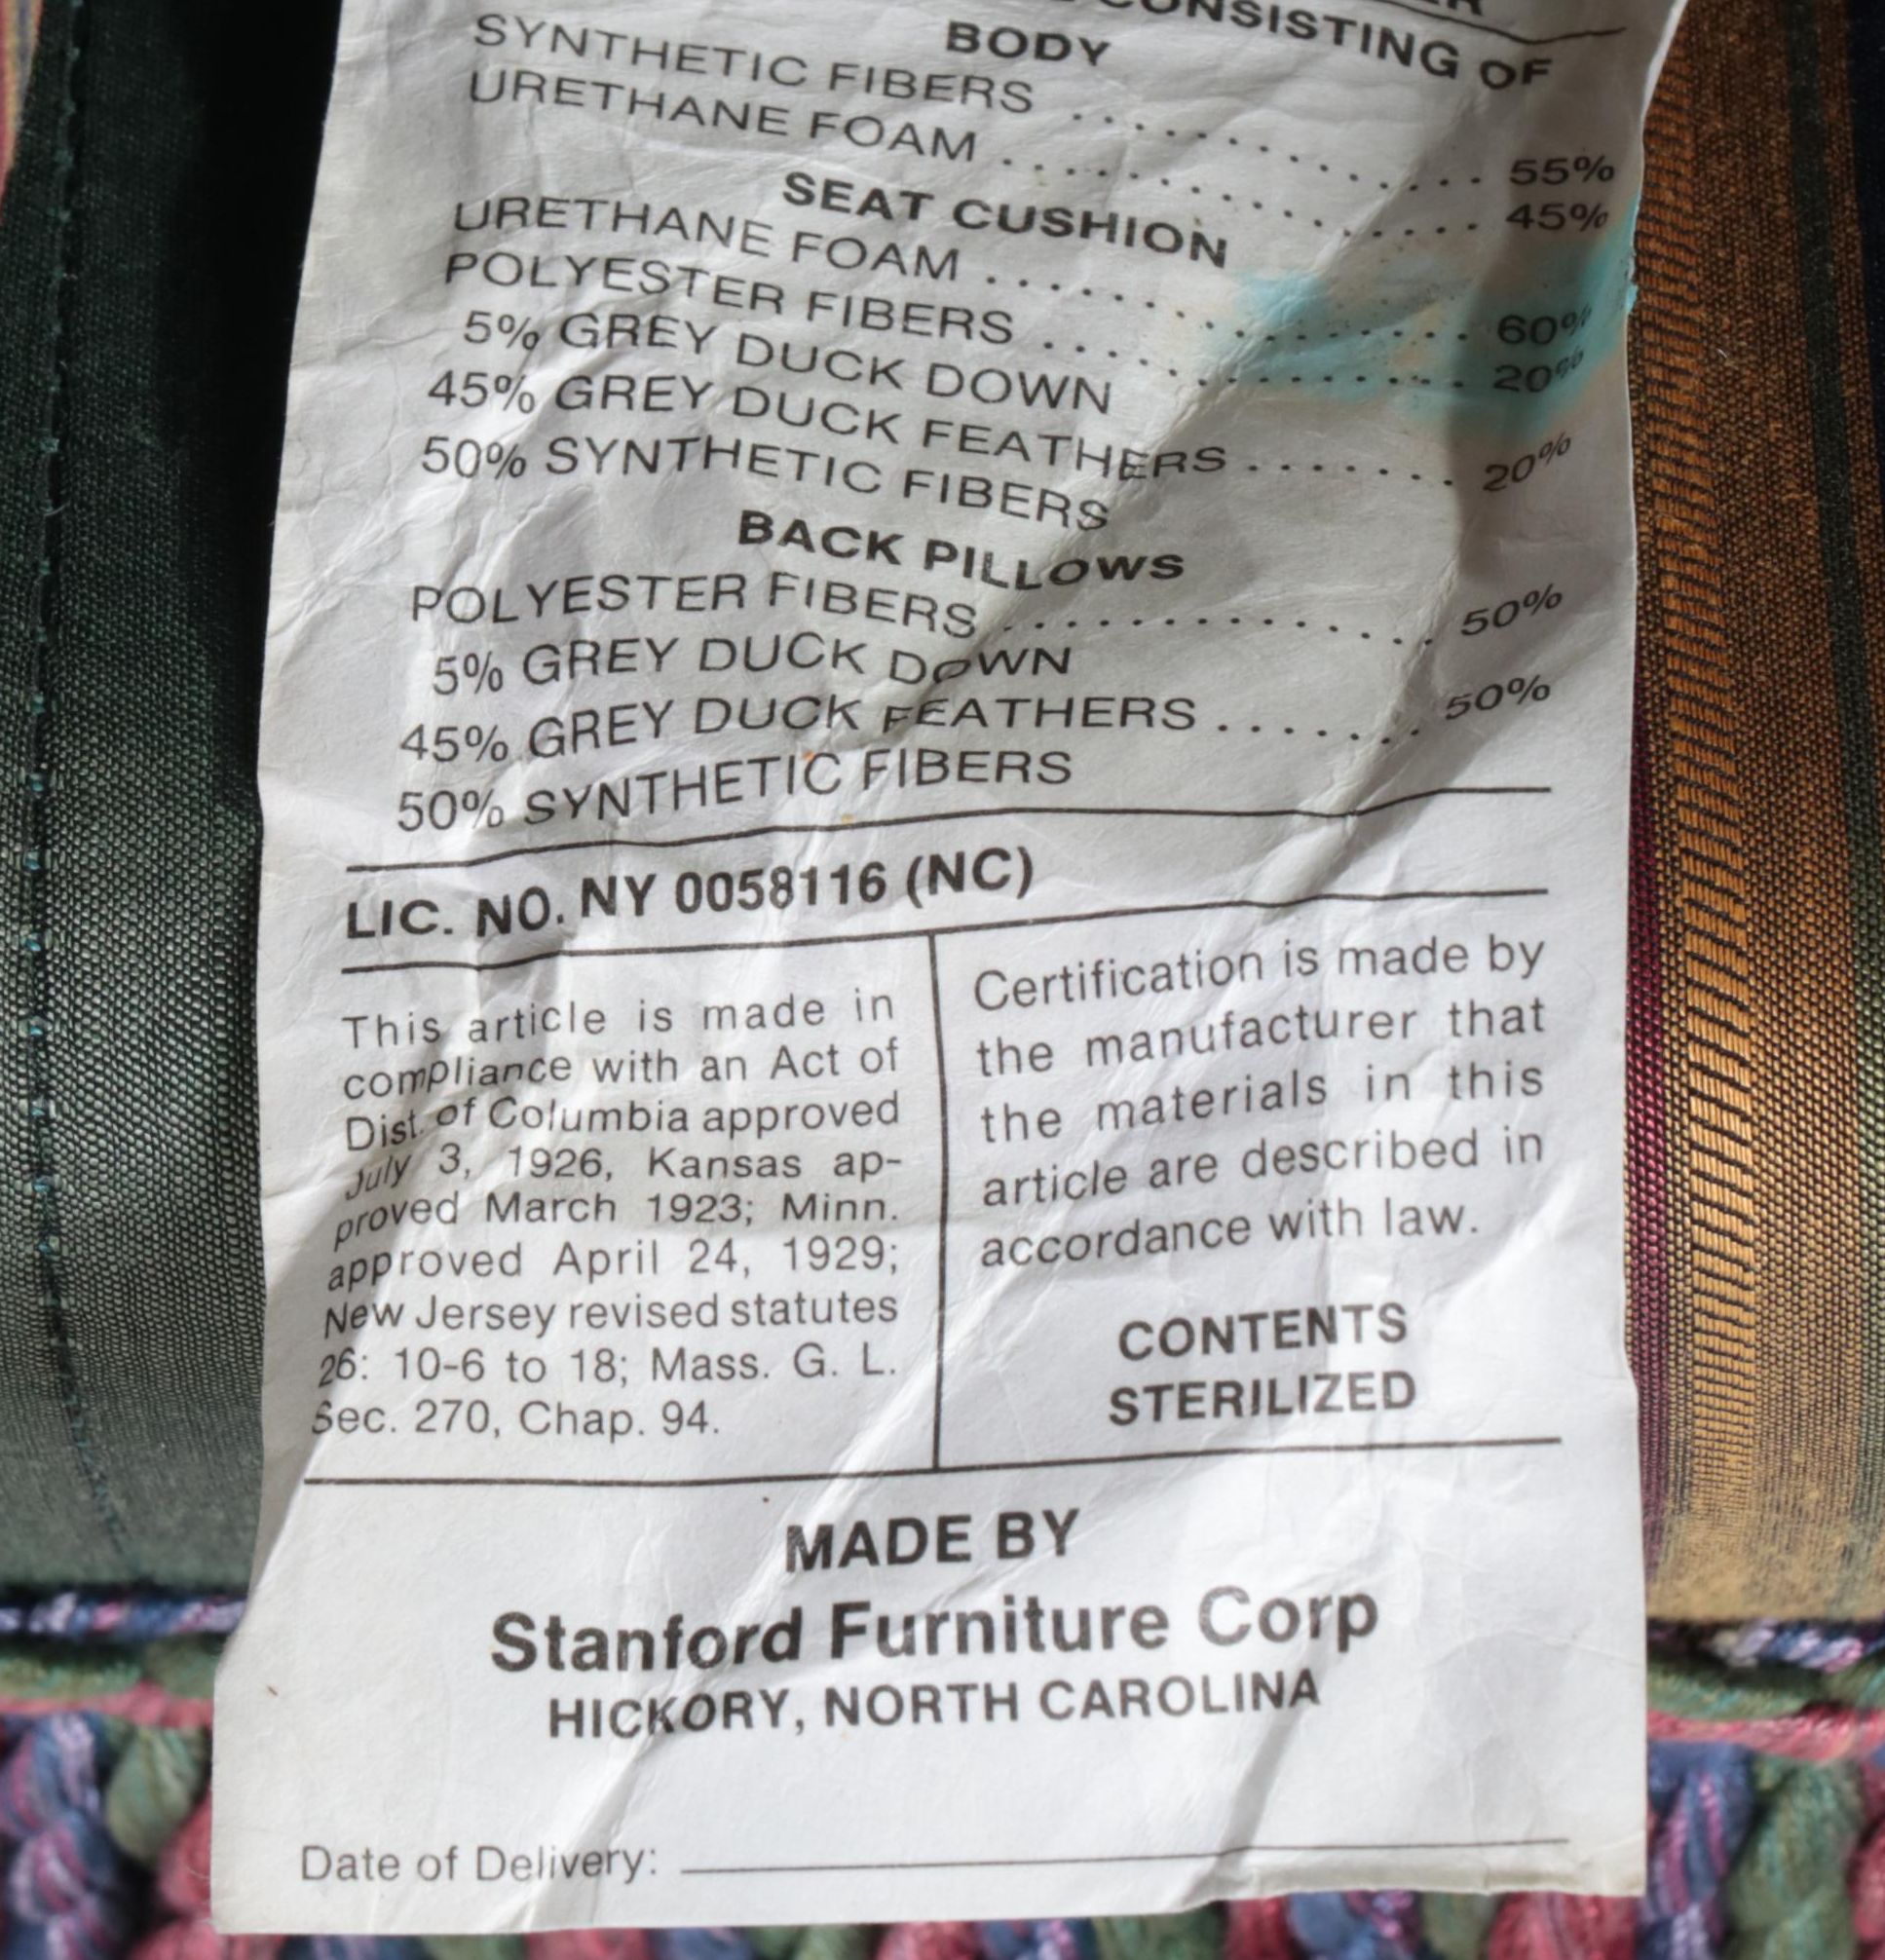 CONSISTING OF
BODY
SYNTHETIC FIBERS .................. 55%
URETHANE FOAM .................. 45%
SEAT CUSHION
URETHANE FOAM .................. 60%
POLYESTER FIBERS .................. 20%
5% GREY DUCK DOWN
45% GREY DUCK FEATHERS ....... 20%
50% SYNTHETIC FIBERS
BACK PILLOWS
POLYESTER FIBERS ............... 50%
5% GREY DUCK DOWN
45% GREY DUCK FEATHERS ....... 50%
50% SYNTHETIC FIBERS
LIC. NO. NY 0058116 (NC)
This article is made in
compliance with an Act of
Dist. of Columbia approved
July 3, 1926, Kansas ap-
proved March 1923; Minn.
approved April 24, 1929;
New Jersey revised statutes
26: 10-6 to 18; Mass. G. L.
Sec. 270, Chap. 94.
Certification is made by
the manufacturer that
the materials in this
article are described in
accordance with law.
CONTENTS
STERILIZED
MADE BY
Stanford Furniture Corp
HICKORY, NORTH CAROLINA
Date of Delivery: